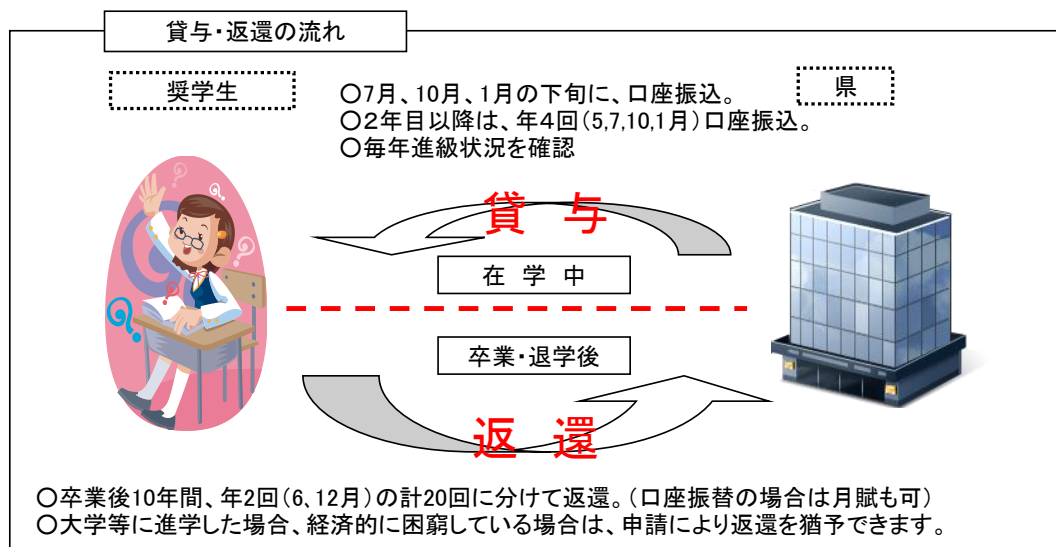 貸与・返還の流れ
奨学生
県
○7月、10月、1月の下旬に、口座振込。
○２年目以降は、年４回（5,7,10,1月）口座振込。
○毎年進級状況を確認
貸　与
在　学　中
卒業・退学後
返　還
○卒業後10年間、年2回（6、12月）の計20回に分けて返還。（口座振替の場合は月賦も可）
○大学等に進学した場合、経済的に困窮している場合は、申請により返還を猶予できます。